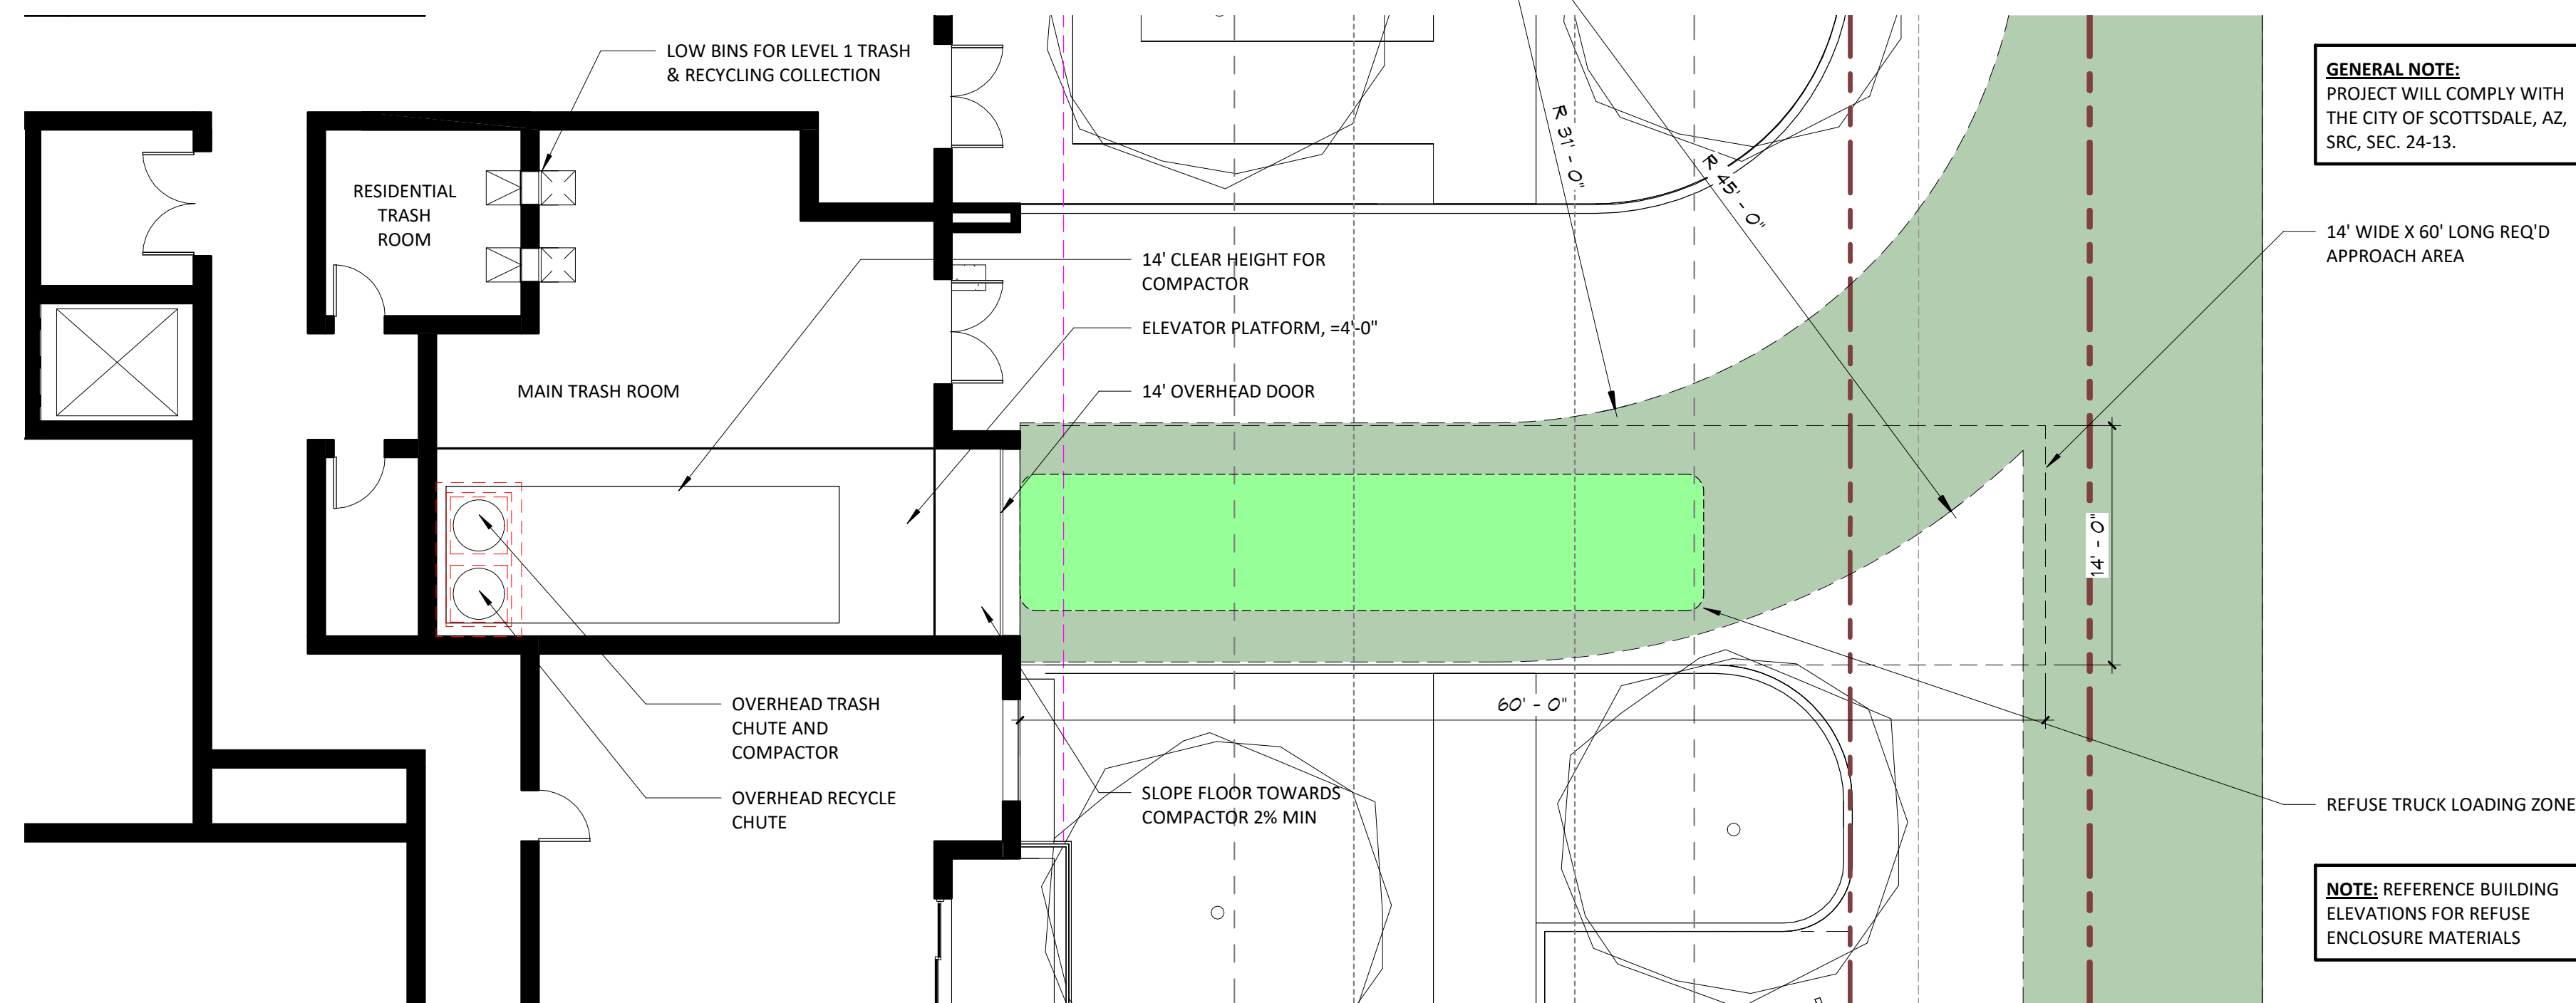 LOW BINS FOR LEVEL 1 TRASH
& RECYCLING COLLECTION
RESIDENTIAL
TRASH
ROOM
MAIN TRASH ROOM
14' CLEAR HEIGHT FOR
COMPACTOR
ELEVATOR PLATFORM, =4'-0"
14' OVERHEAD DOOR
OVERHEAD TRASH
CHUTE AND
COMPACTOR
OVERHEAD RECYCLE
CHUTE
SLOPE FLOOR TOWARDS
COMPACTOR 2% MIN
R 31' - 0"
R 45' - 0"
14' - 0"
60' - 0"
GENERAL NOTE:
PROJECT WILL COMPLY WITH
THE CITY OF SCOTTSDALE, AZ,
SRC, SEC. 24-13.
14' WIDE X 60' LONG REQ'D
APPROACH AREA
REFUSE TRUCK LOADING ZONE
NOTE: REFERENCE BUILDING
ELEVATIONS FOR REFUSE
ENCLOSURE MATERIALS